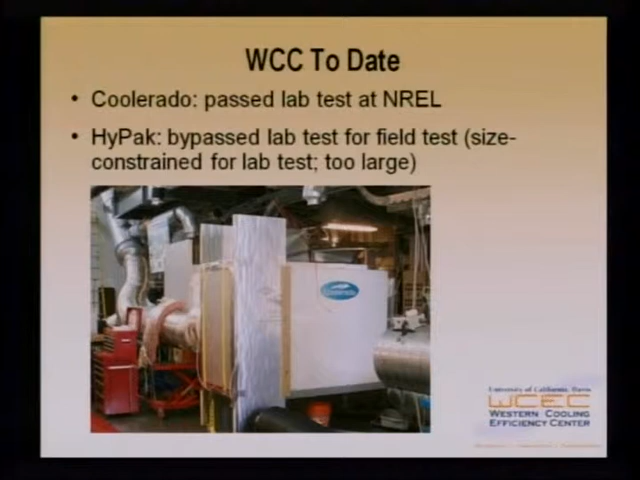 WCC To Date
• Coolerado: passed lab test at NREL
• HyPak: bypassed lab test for field test (size-
constrained for lab test; too large)
Coolerado
University of California, Davis
WCEC
WESTERN COOLING
EFFICIENCY CENTER